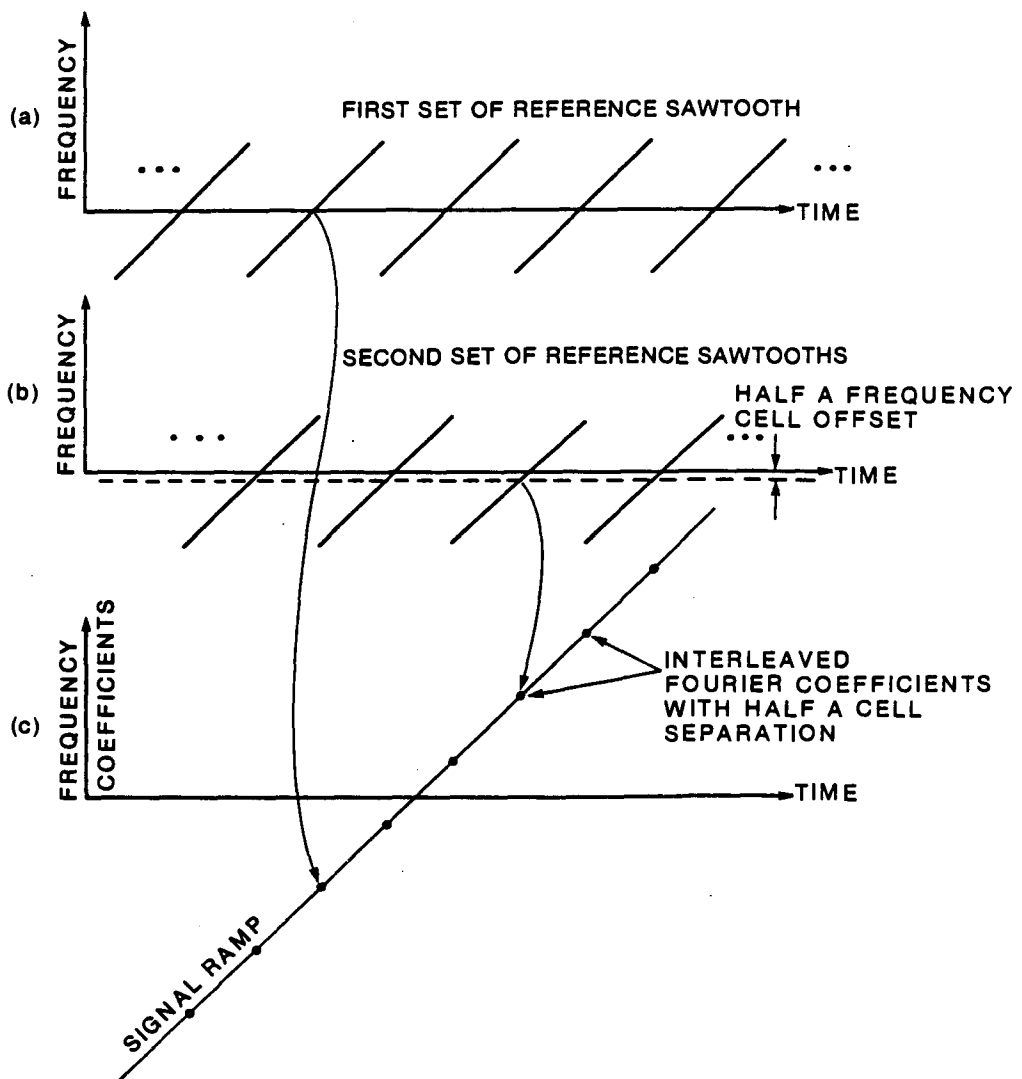 (a)
FREQUENCY
FIRST SET OF REFERENCE SAWTOOTH
TIME
(b)
FREQUENCY
SECOND SET OF REFERENCE SAWTOOTHS
HALF A FREQUENCY
CELL OFFSET
TIME
(c)
FREQUENCY
COEFFICIENTS
INTERLEAVED
FOURIER COEFFICIENTS
WITH HALF A CELL
SEPARATION
TIME
SIGNAL RAMP